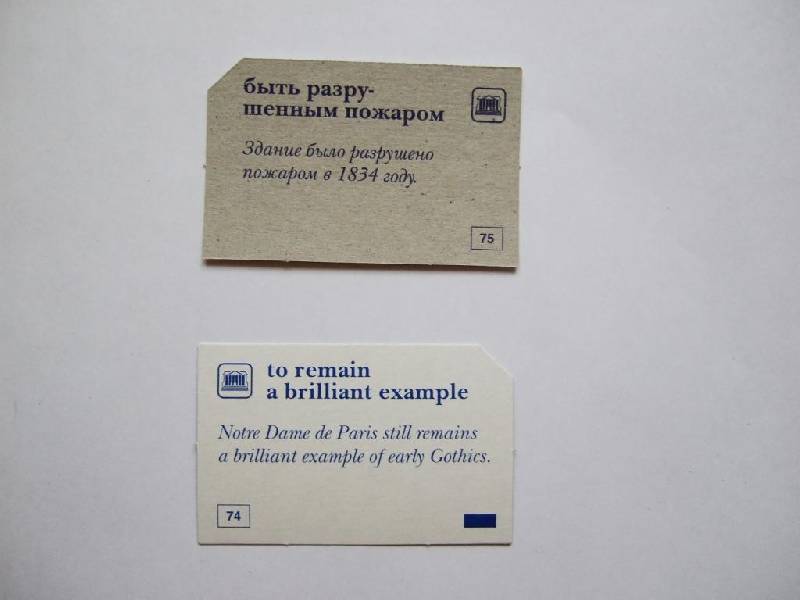 быть разру-
шенным пожаром
Здание было разрушено
пожаром в 1834 году.
75
to remain
a brilliant example
Notre Dame de Paris still remains
a brilliant example of early Gothics.
74